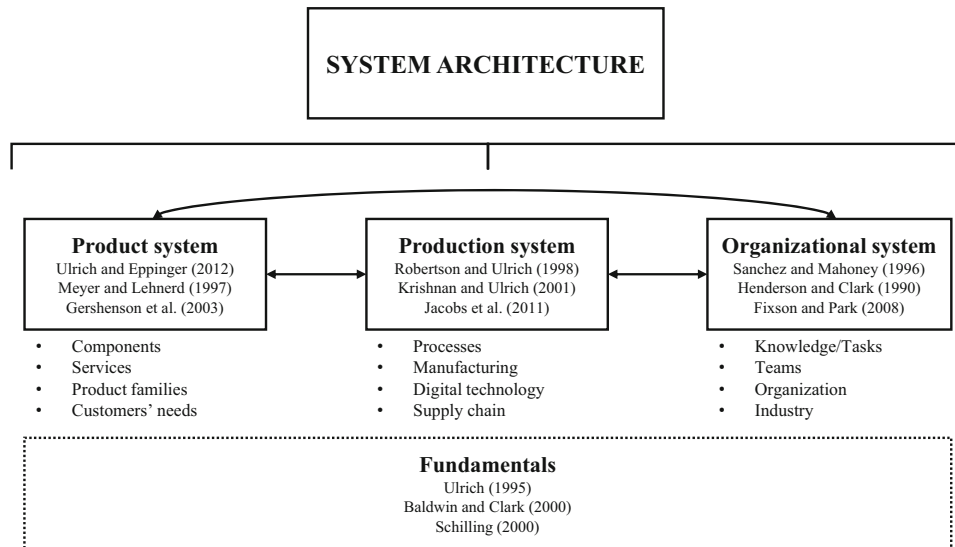 SYSTEM ARCHITECTURE
Product system
Ulrich and Eppinger (2012)
Meyer and Lehnerd (1997)
Gershenson et al. (2003)
Production system
Robertson and Ulrich (1998)
Krishnan and Ulrich (2001)
Jacobs et al. (2011)
Organizational system
Sanchez and Mahoney (1996)
Henderson and Clark (1990)
Fixson and Park (2008)
• Components
• Services
• Product families
• Customers' needs
• Processes
• Manufacturing
• Digital technology
• Supply chain
• Knowledge/Tasks
• Teams
• Organization
• Industry
Fundamentals
Ulrich (1995)
Baldwin and Clark (2000)
Schilling (2000)